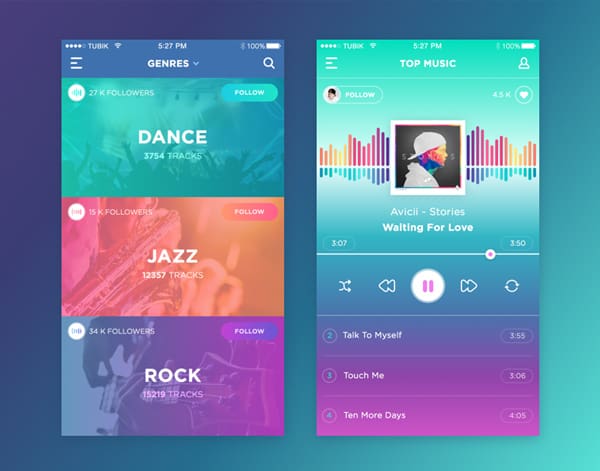 TUBIK 5:27 PM 100%
GENRES
27 K FOLLOWERS FOLLOW
DANCE
3754 TRACKS
15 K FOLLOWERS FOLLOW
JAZZ
12357 TRACKS
34 K FOLLOWERS FOLLOW
ROCK
15219 TRACKS
TUBIK 5:27 PM 100%
TOP MUSIC
FOLLOW 4.5 K
STORIES
Avicii - Stories
Waiting For Love
3:07 3:50
2 Talk To Myself 3:55
3 Touch Me 3:06
4 Ten More Days 4:05